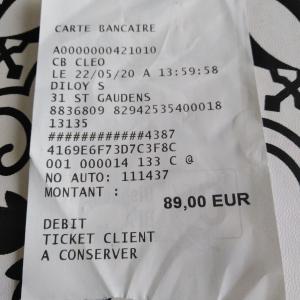 CARTE BANCAIRE
A0000000421010
CB CLEO
LE 22/05/20 A 13:59:58
DILOY S
31 ST GAUDENS
8836809 82942535400018
13135
############4387
4169E6F73D7C3F8C
001 000014 133 C @
NO AUTO: 111437
MONTANT :
89,00 EUR
DEBIT
TICKET CLIENT
A CONSERVER